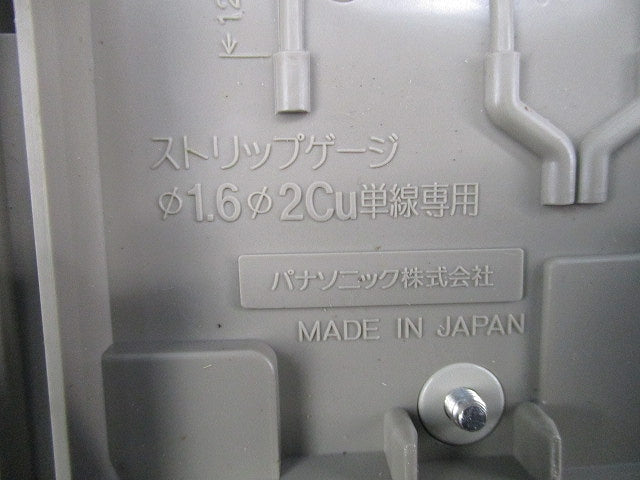 ストリップゲージ
φ1.6φ2Cu単線専用
パナソニック株式会社
MADE IN JAPAN